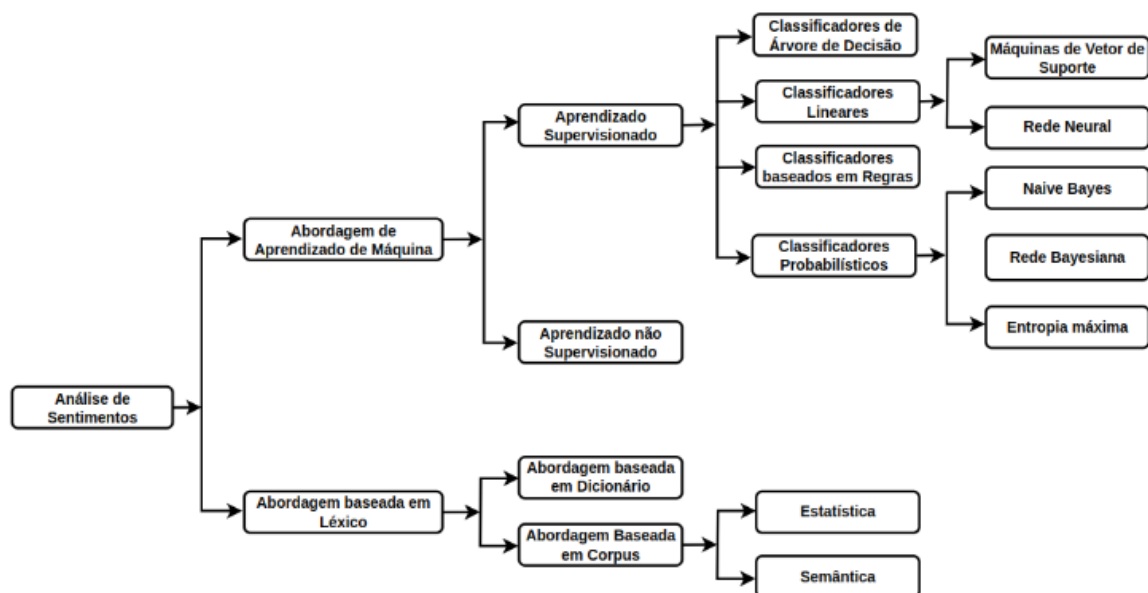 Classificadores de
Árvore de Decisão
Máquinas de Vetor de
Suporte
Classificadores
Lineares
Aprendizado
Supervisionado
Rede Neural
Classificadores
baseados em Regras
Naive Bayes
Abordagem de
Aprendizado de Máquina
Classificadores
Probabilísticos
Rede Bayesiana
Entropia máxima
Aprendizado não
Supervisionado
Análise de
Sentimentos
Abordagem baseada
em Dicionário
Abordagem baseada em
Léxico
Estatística
Abordagem Baseada
em Corpus
Semântica